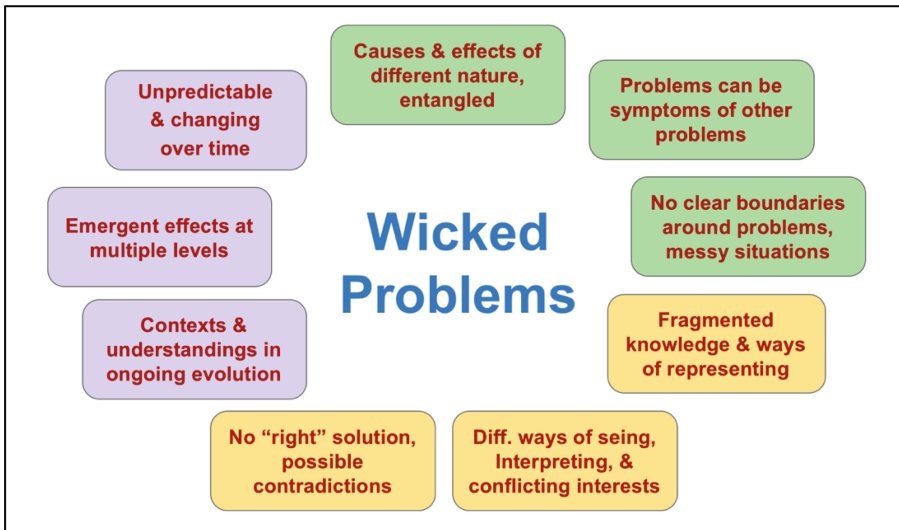 Wicked
Problems
Causes & effects of
different nature,
entangled
Problems can be
symptoms of other
problems
No clear boundaries
around problems,
messy situations
Fragmented
knowledge & ways
of representing
Diff. ways of seing,
Interpreting, &
conflicting interests
No “right” solution,
possible
contradictions
Contexts &
understandings in
ongoing evolution
Emergent effects at
multiple levels
Unpredictable
& changing
over time